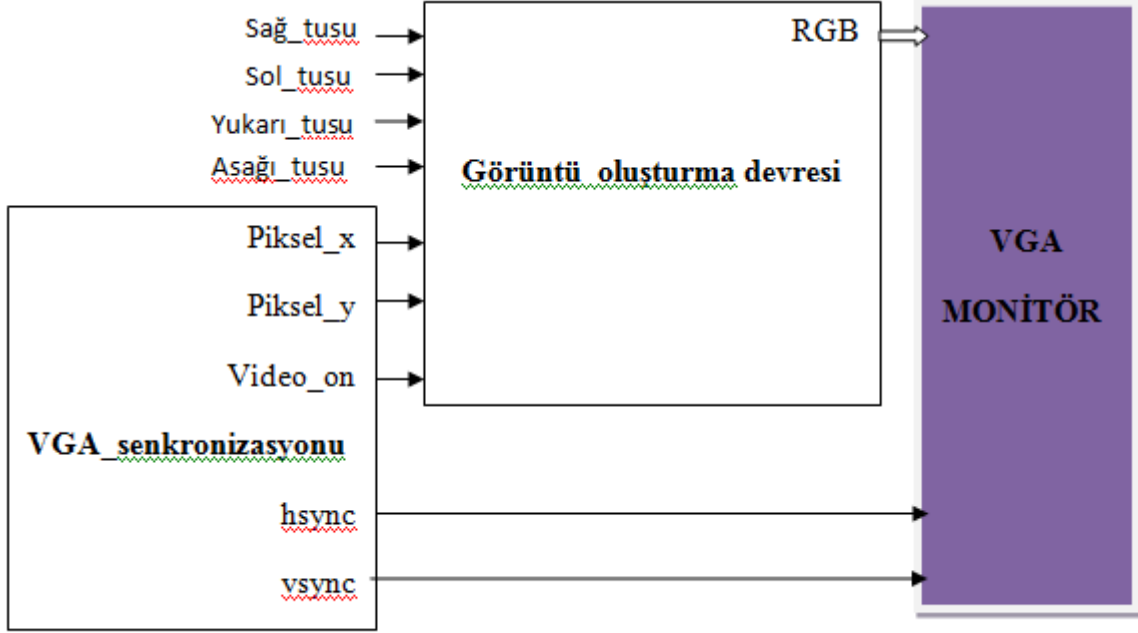 Sağ_tusu
Sol_tusu
Yukarı_tusu
Asağı_tusu
RGB
Görüntü oluşturma devresi
Piksel_x
Piksel_y
Video_on
VGA_senkronizasyonu
hsync
vsync
VGA
MONİTÖR